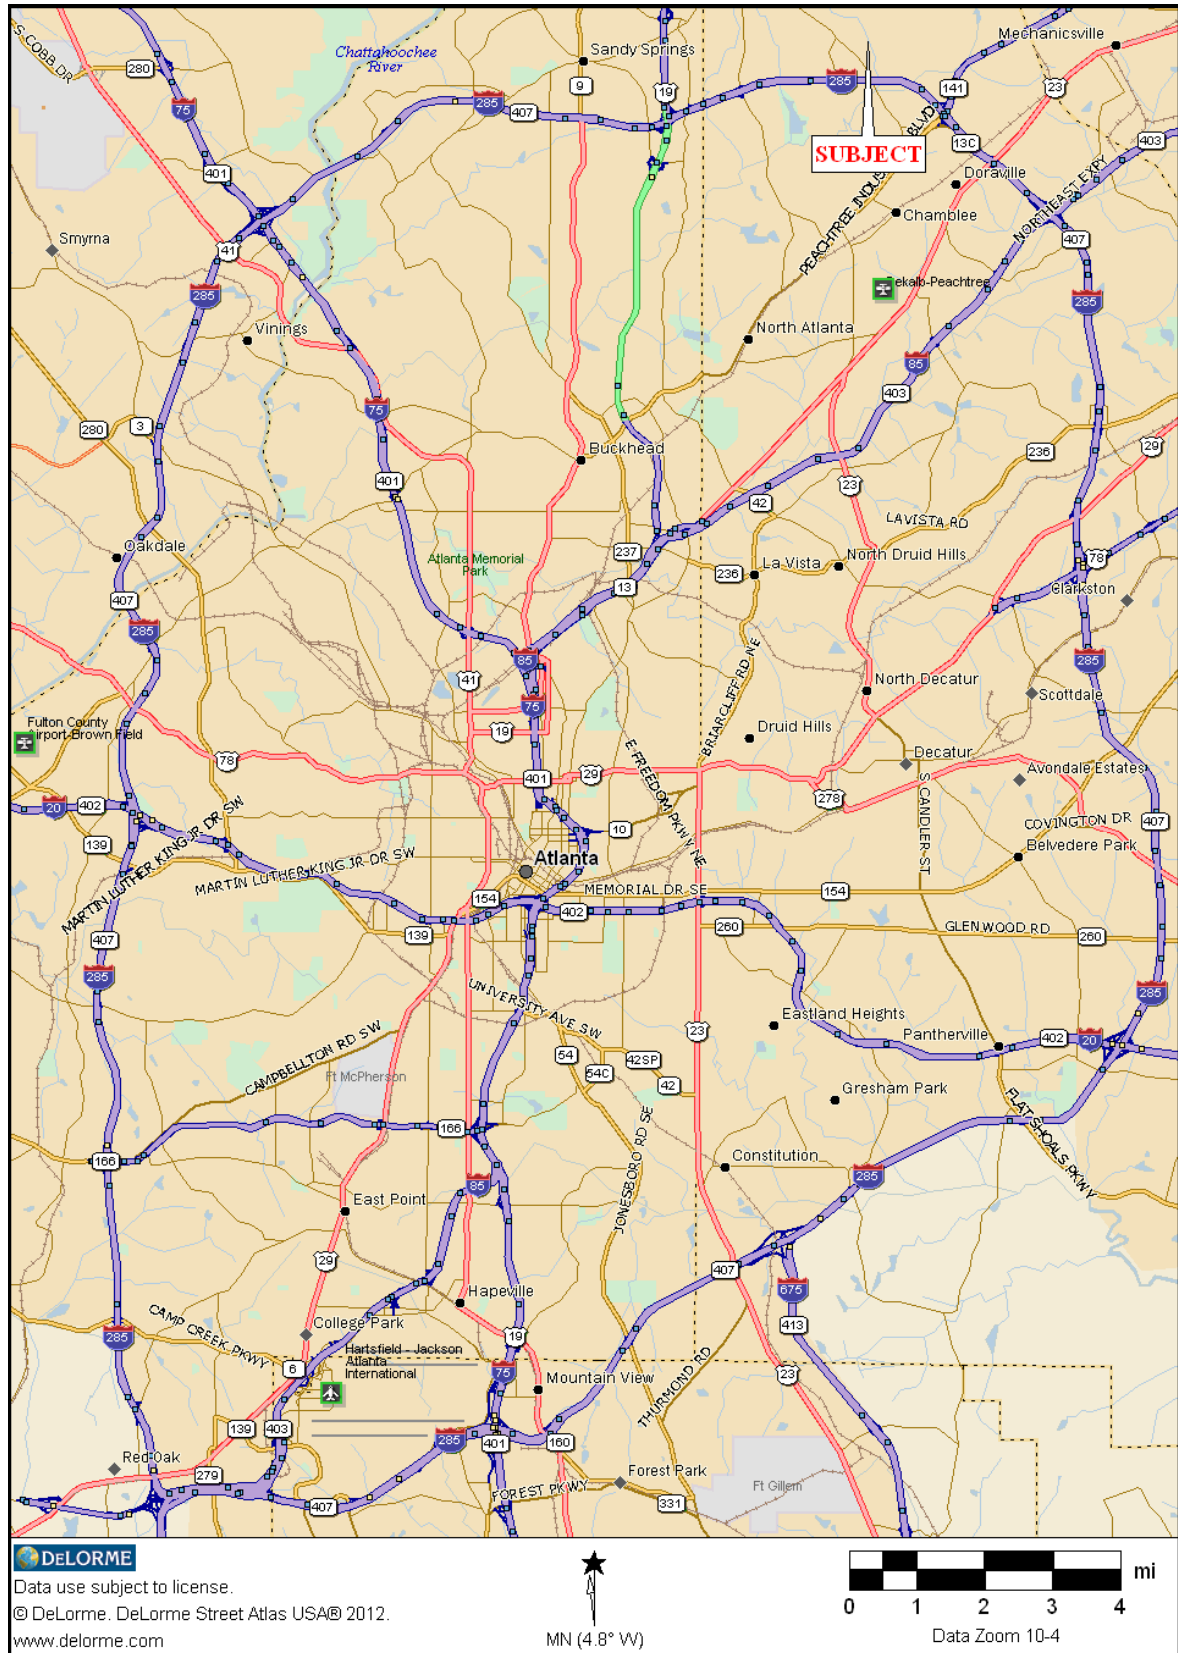 S COBB DR
280
Chattahoochee
River
Sandy Springs
9
19
Mechanicsville
23
75
285
407
285
141
401
SUBJECT
PEACHTREE INDUS
BLVD
13C
403
Doraville
Chamble​e
NORTHEAST EXPY
407
Smyrna
41
285
Vinings
Dekalb-Peachtree
285
North Atlanta
85
403
75
280
3
Buckhead
236
29
401
23
42
LAVISTA RD
Oakdale
Atlanta Memorial
Park
237
236
La Vista
North Druid Hills
78
Clarkston
13
407
285
85
BRIARCLIFF RD NE
285
41
North Decatur
Scottdale
75
Fulton County
Airport-Brown Field
19
Druid Hills
78
E FREEDOM PKWY NE
Decatur
401
29
278
Avondale Estates
S CANDLER ST
20
402
139
10
COVINGTON DR
407
MARTIN LUTHER KING JR DR SW
MARTIN LUTHER KING JR DR SW
Atlanta
Belvedere Park
154
MEMORIAL DR SE
154
402
407
139
260
GLENWOOD RD
260
285
285
UNIVERSITY AVE SW
23
Eastland Heights
Pantherville
402
20
CAMPBELLTON RD SW
54
42SP
54C
42
Ft McPherson
Gresham Park
FLAT SHOALS PKWY
166
166
JONESBORO RD SE
Constitution
85
285
East Point
29
407
675
Hapeville
413
CAMP CREEK PKWY
285
College Park
19
Hartsfield - Jackson
Atlanta
International
6
75
THURMOND RD
23
Mountain View
139
403
285
401
160
Red Oak
279
407
FOREST PKWY
Forest Park
331
Ft Gillem
DELORME
Data use subject to license.
© DeLorme. DeLorme Street Atlas USA® 2012.
www.delorme.com
MN (4.8° W)
mi
0 1 2 3 4
Data Zoom 10-4